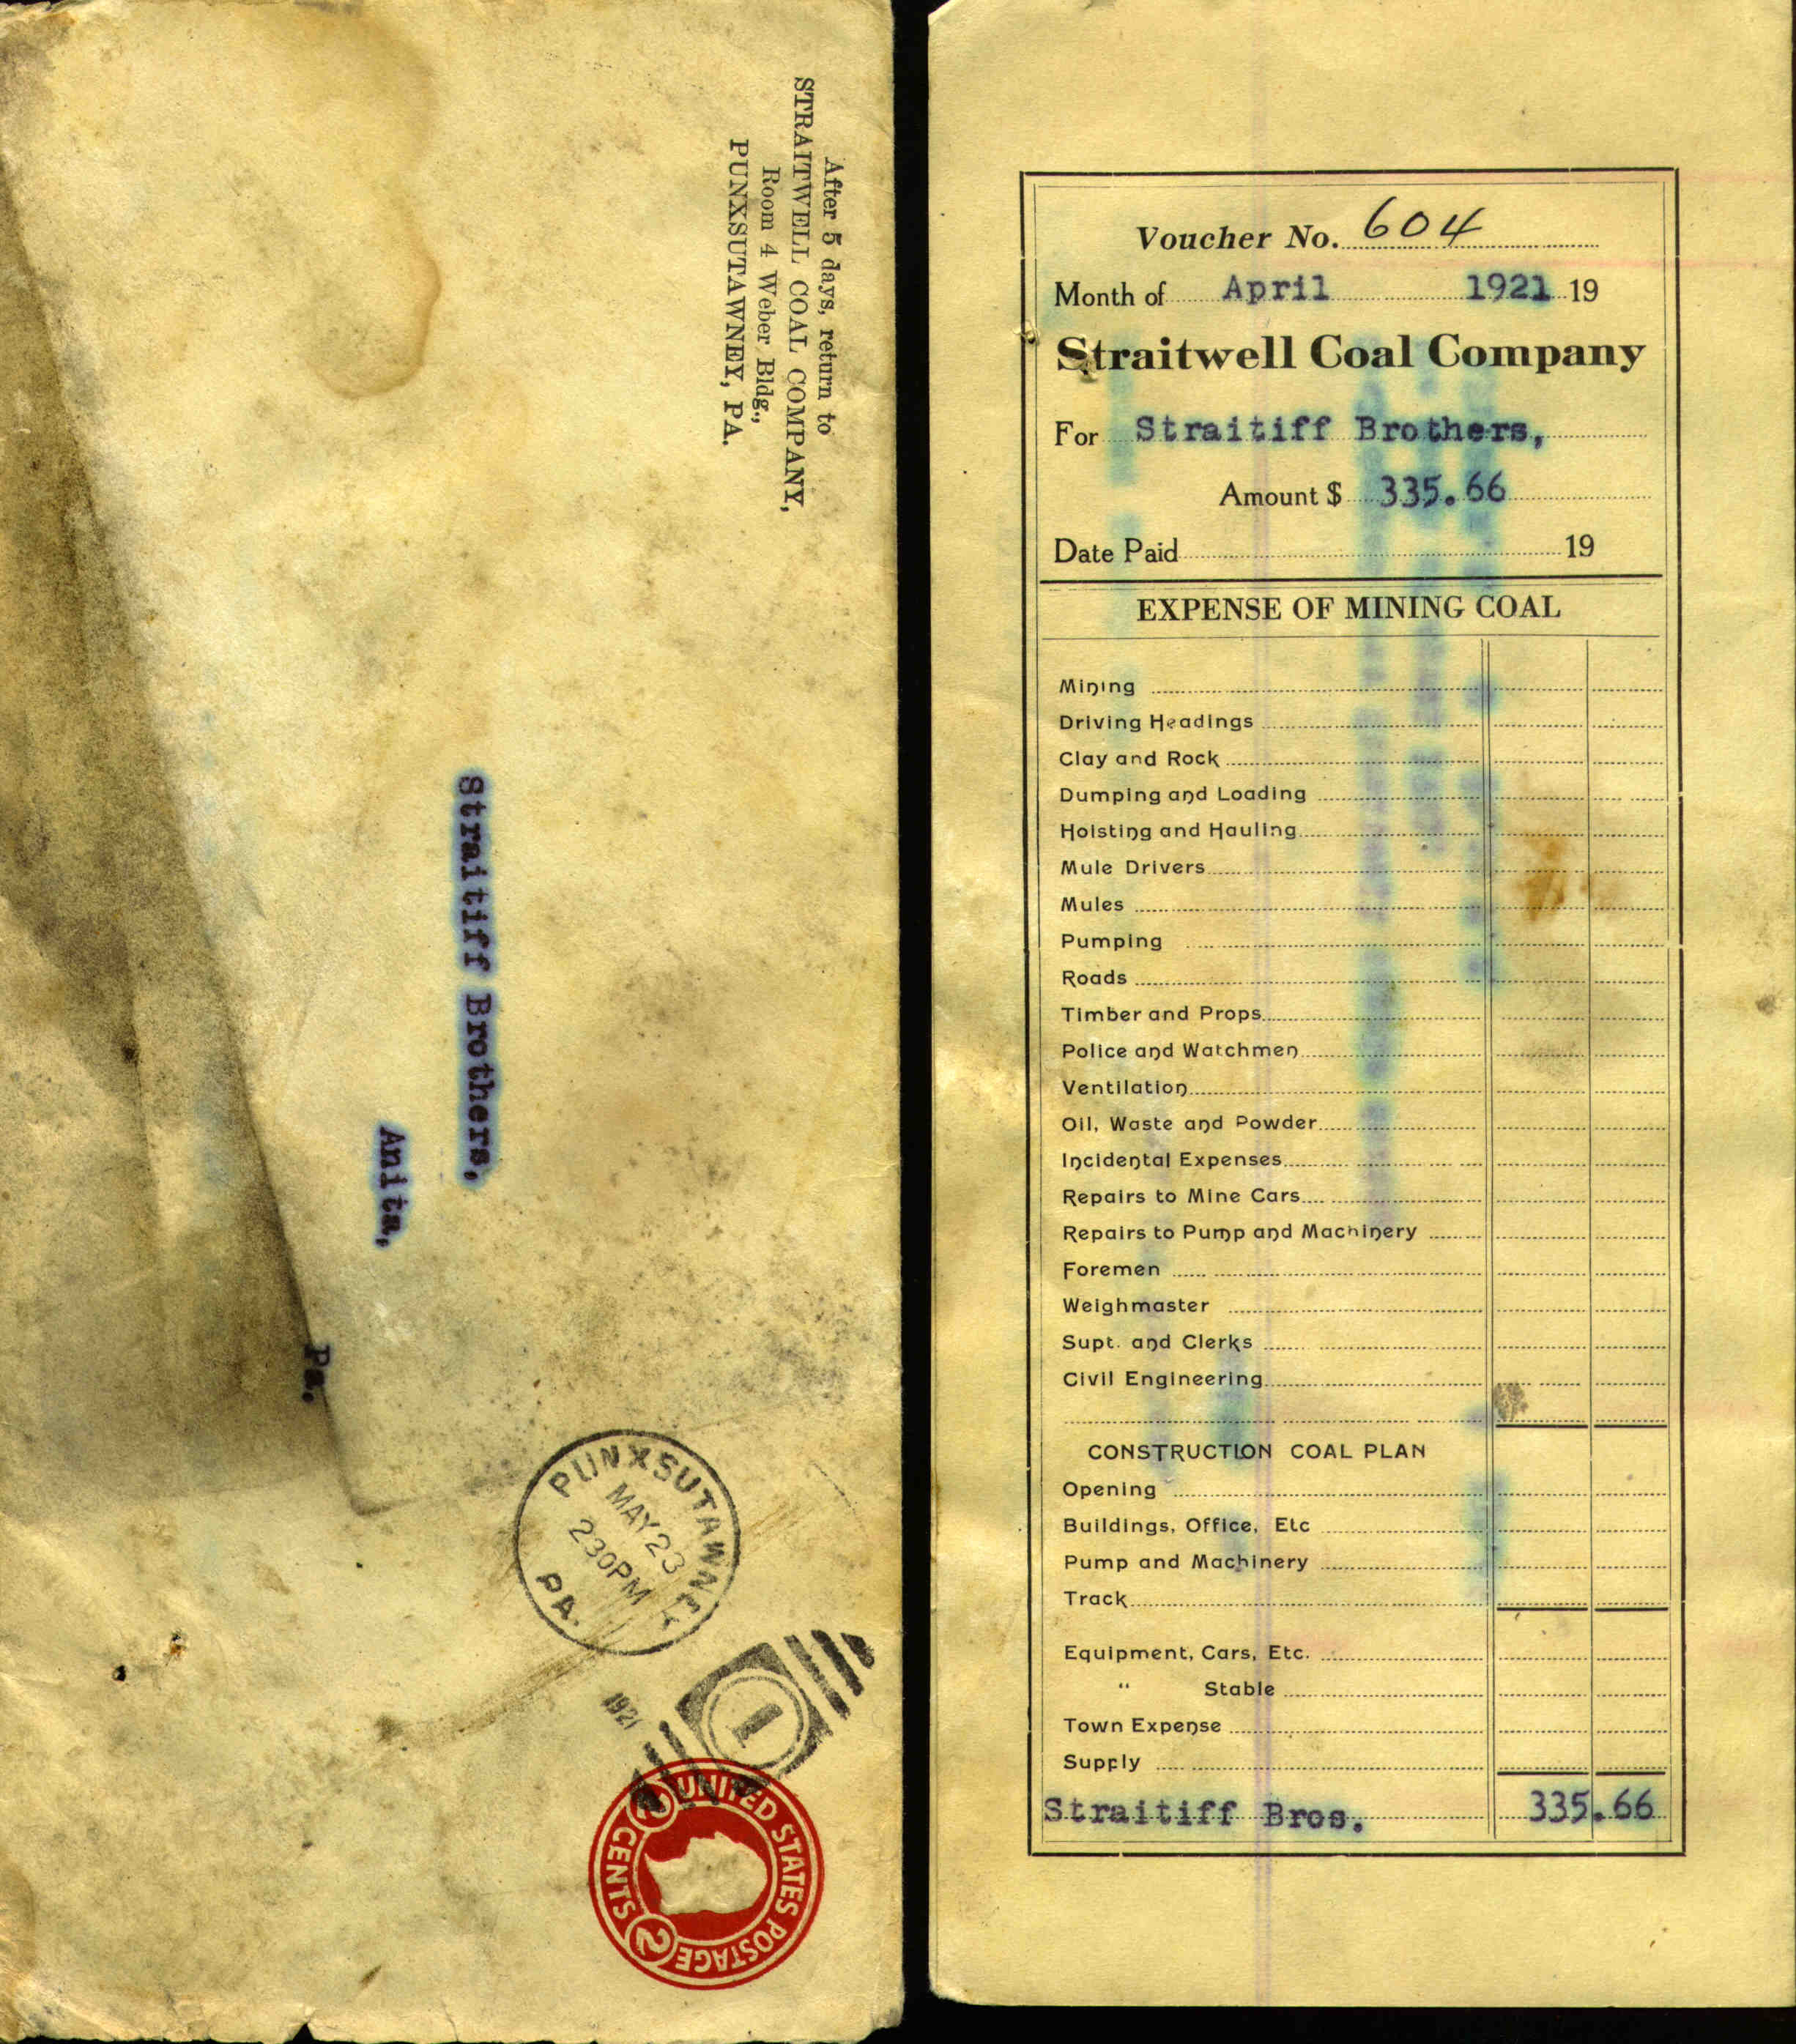 After 5 days, return to
STRAITWELL COAL COMPANY,
Room 4 Weber Bldg.,
PUNXSUTAWNEY, PA.
Straitiff Brothers,
Anita,
Pa.
PUNXSUTAWNEY
MAY 23
230PM
PA.
1921
1
UNITED STATES POSTAGE
2 CENTS 2
Voucher No. 604
Month of April 1921 19
Straitwell Coal Company
For Straitiff Brothers,
Amount $ 335.66
Date Paid 19
EXPENSE OF MINING COAL
Mining
Driving Headings
Clay and Rock
Dumping and Loading
Hoisting and Hauling
Mule Drivers
Mules
Pumping
Roads
Timber and Props
Police and Watchmen
Ventilation
Oil, Waste and Powder
Incidental Expenses
Repairs to Mine Cars
Repairs to Pump and Machinery
Foremen
Weighmaster
Supt. and Clerks
Civil Engineering
CONSTRUCTION COAL PLAN
Opening
Buildings, Office, Etc
Pump and Machinery
Track
Equipment, Cars, Etc.
" Stable
Town Expense
Supply
Straitiff Bros. 335.66